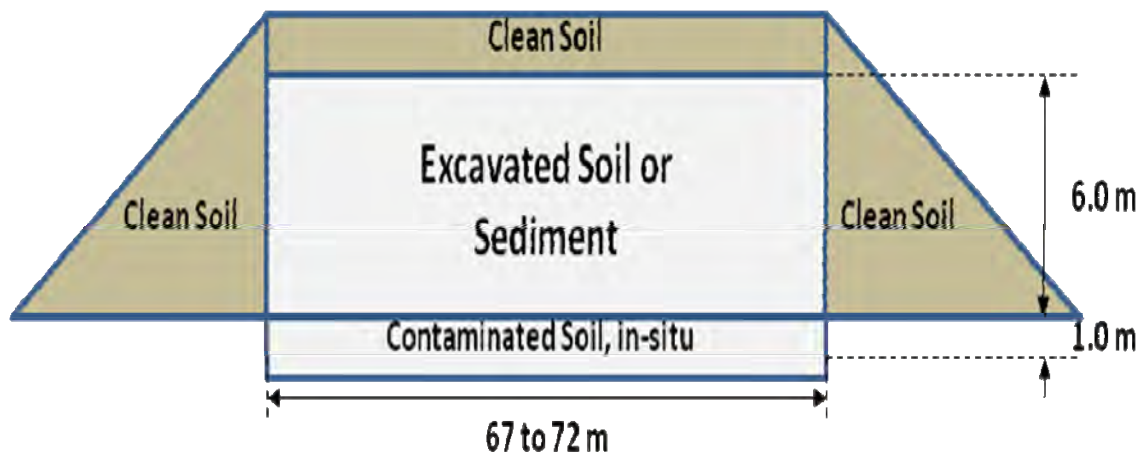 Clean Soil
Excavated Soil or
Sediment
Clean Soil
Clean Soil
6.0 m
Contaminated Soil, in-situ
1.0 m
67 to 72 m